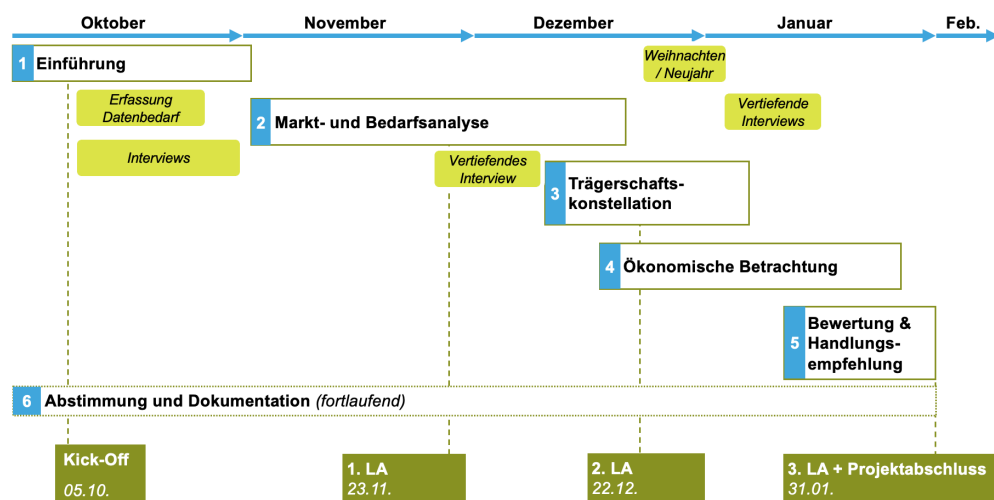 Oktober
November
Dezember
Januar
Feb.
1 Einführung
Weihnachten
/ Neujahr
Erfassung
Datenbedarf
2 Markt- und Bedarfsanalyse
Vertiefende
Interviews
Interviews
Vertiefendes
Interview
3 Trägerschafts-
konstellation
4 Ökonomische Betrachtung
5 Bewertung &
Handlungs-
empfehlung
6 Abstimmung und Dokumentation (fortlaufend)
Kick-Off
05.10.
1. LA
23.11.
2. LA
22.12.
3. LA + Projektabschluss
31.01.